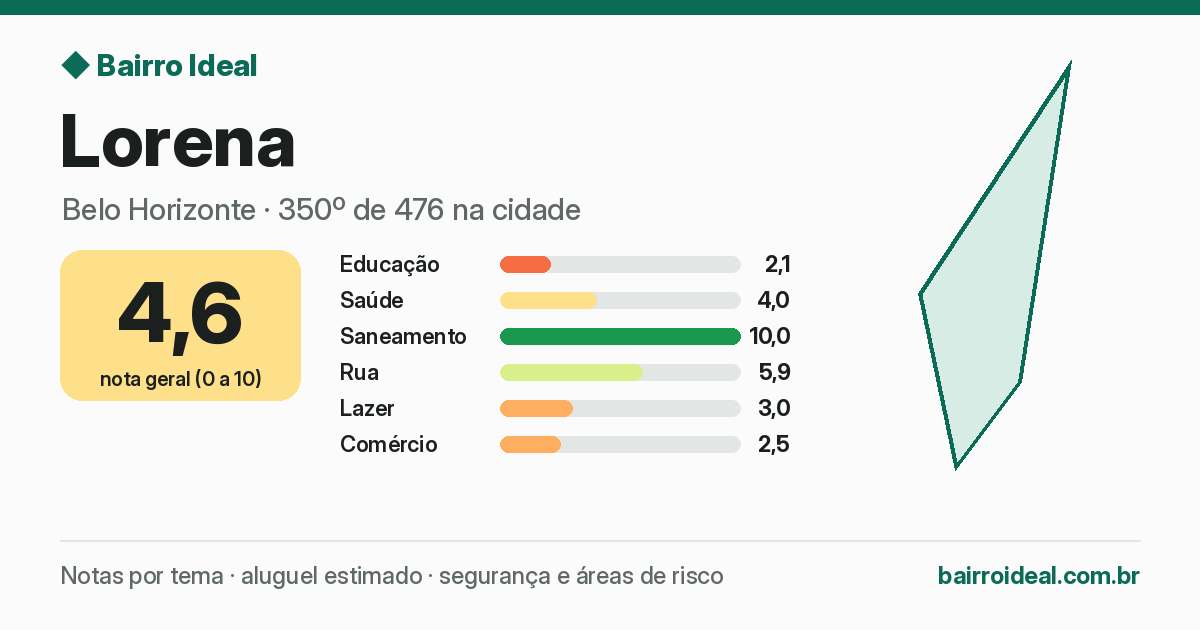 Bairro Ideal
Lorena
Belo Horizonte · 350º de 476 na cidade
4,6
nota geral (0 a 10)
Educação 2,1
Saúde 4,0
Saneamento 10,0
Rua 5,9
Lazer 3,0
Comércio 2,5
Notas por tema · aluguel estimado · segurança e áreas de risco
bairroideal.com.br